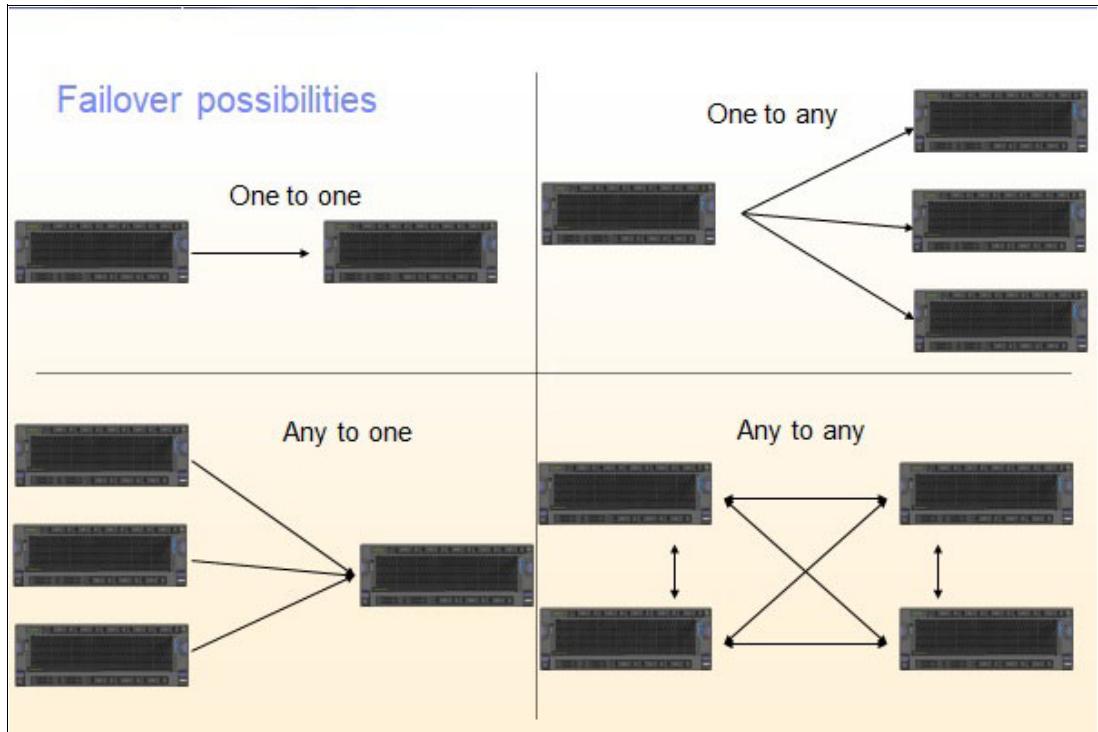 Failover possibilities
One to one
One to any
Any to one
Any to any